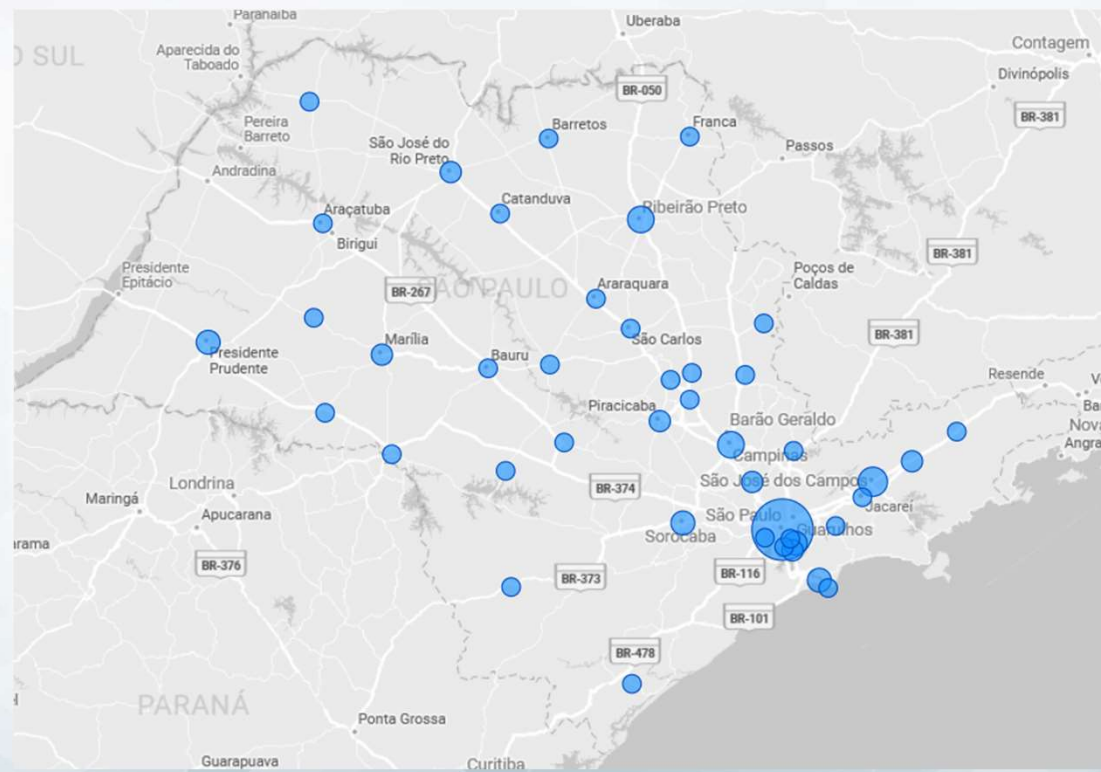 Paranaíba
Uberaba
Contagem
Aparecida do
Taboado
O SUL
Divinópolis
BR-050
BR-381
Pereira
Barreto
Barretos
Franca
São José do
Rio Preto
Passos
Andradina
Catanduva
Araçatuba
Ribeirão Preto
Birigui
BR-381
Presidente
Epitácio
Poços de
Caldas
BR-267
SÃO PAULO
Araraquara
BR-381
Marília
São Carlos
Presidente
Prudente
Bauru
Resende
Piracicaba
Barão Geraldo
Nova
Angra
Campinas
Londrina
BR-374
São José dos Campos
Maringá
Jacareí
Apucarana
São Paulo
Guarulhos
Sorocaba
arama
BR-376
BR-373
BR-116
BR-101
BR-478
PARANÁ
Ponta Grossa
Guarapuava
Curitiba